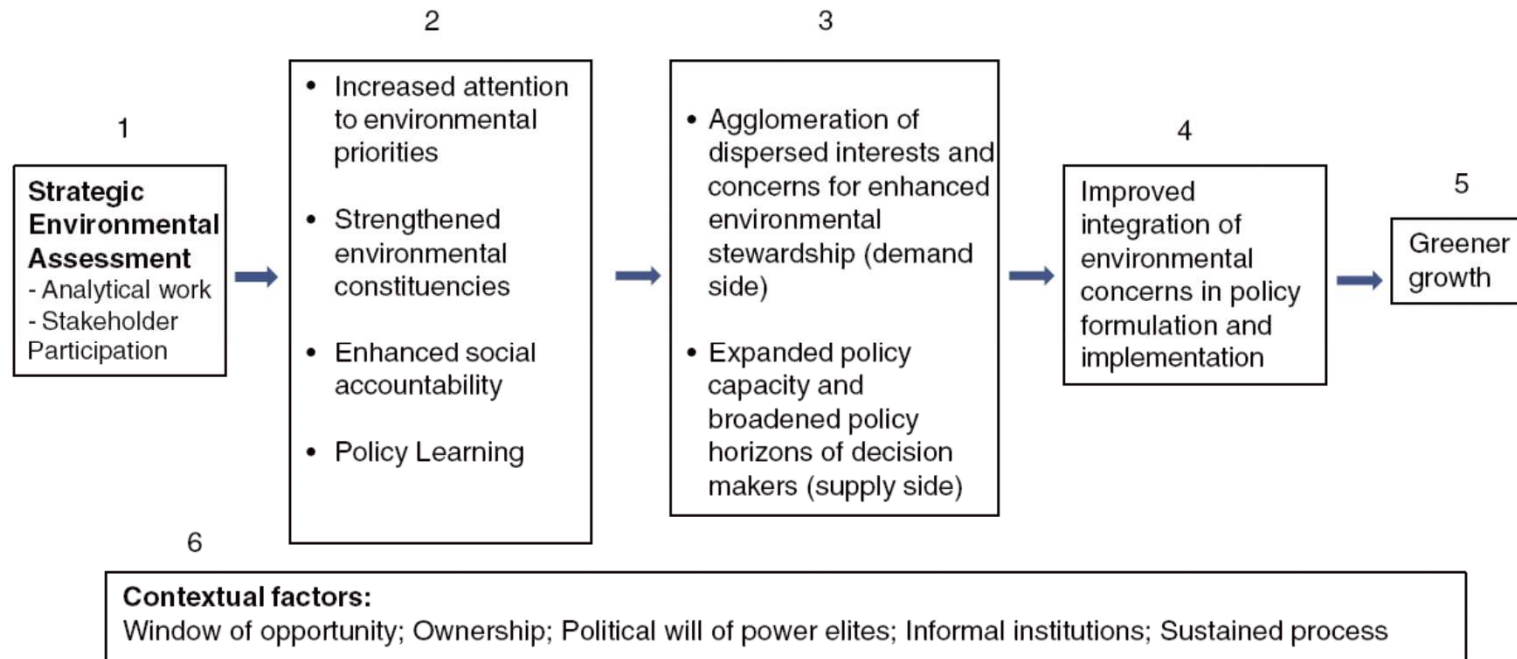 1
Strategic
Environmental
Assessment
- Analytical work
- Stakeholder
Participation
2
• Increased attention
to environmental
priorities
• Strengthened
environmental
constituencies
• Enhanced social
accountability
• Policy Learning
3
• Agglomeration of
dispersed interests and
concerns for enhanced
environmental
stewardship (demand
side)
• Expanded policy
capacity and
broadened policy
horizons of decision
makers (supply side)
4
Improved
integration of
environmental
concerns in policy
formulation and
implementation
5
Greener
growth
6
Contextual factors:
Window of opportunity; Ownership; Political will of power elites; Informal institutions; Sustained process